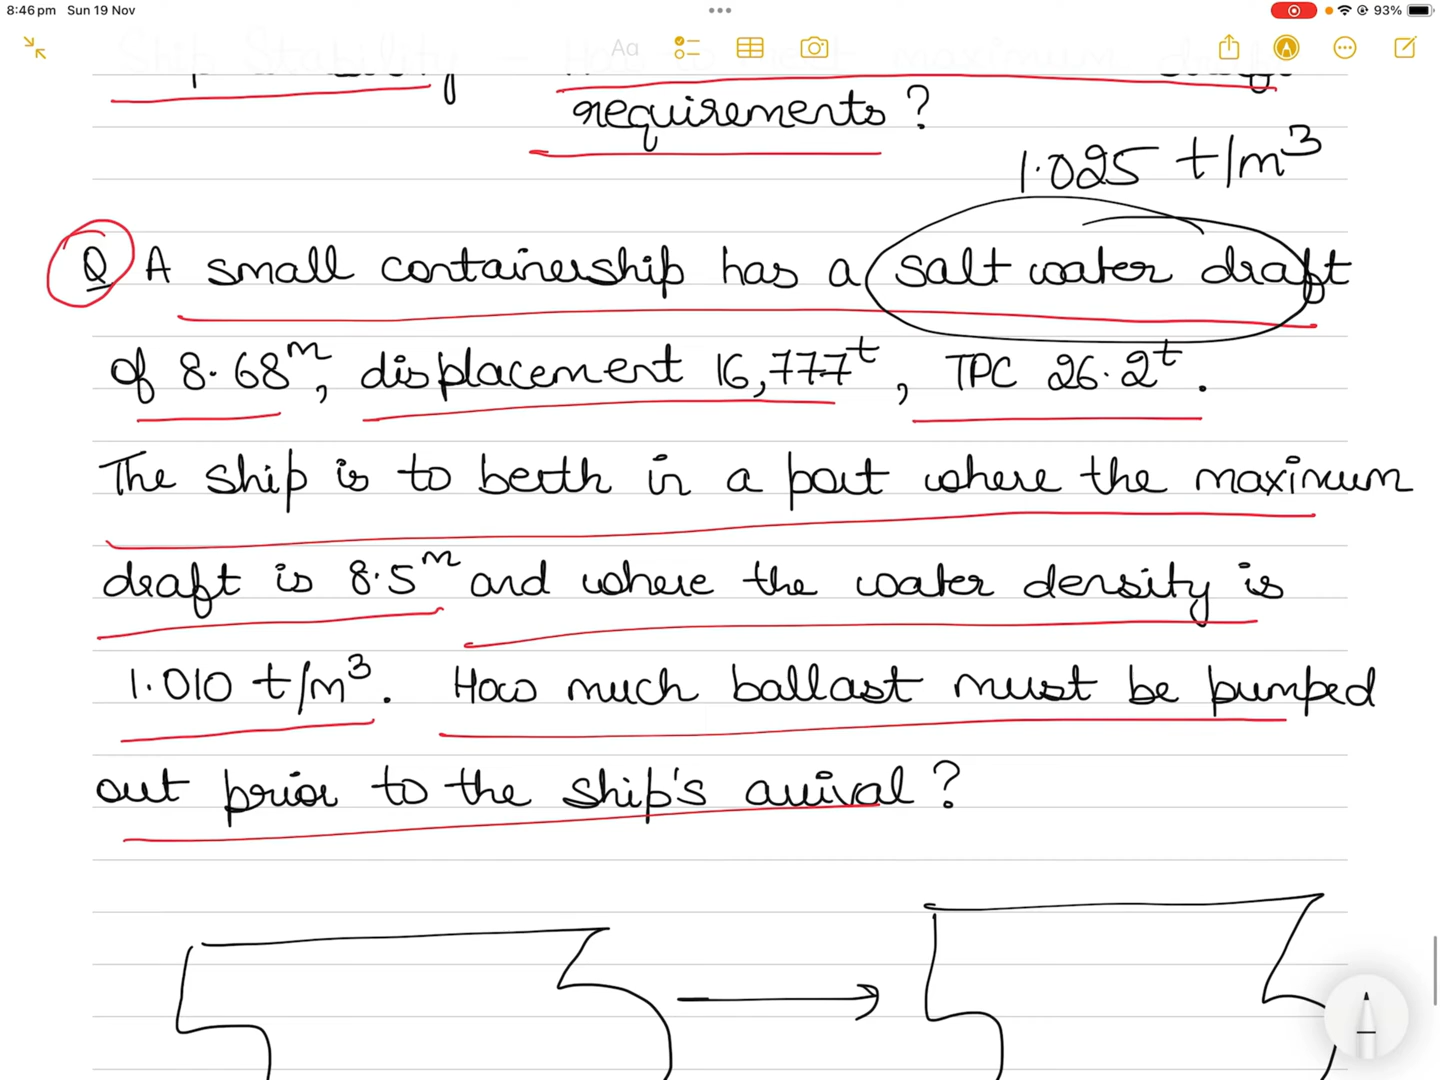 8:46 pm Sun 19 Nov
93%
Aa
Ship Stability
requirements?
1.025 t/m³
Q A small containership has a salt water draft
of 8.68ᵐ, displacement 16,777ᵗ, TPC 26.2ᵗ.
The ship is to berth in a port where the maximum
draft is 8.5ᵐ and where the water density is
1.010 t/m³. How much ballast must be pumped
out prior to the ship's arrival?